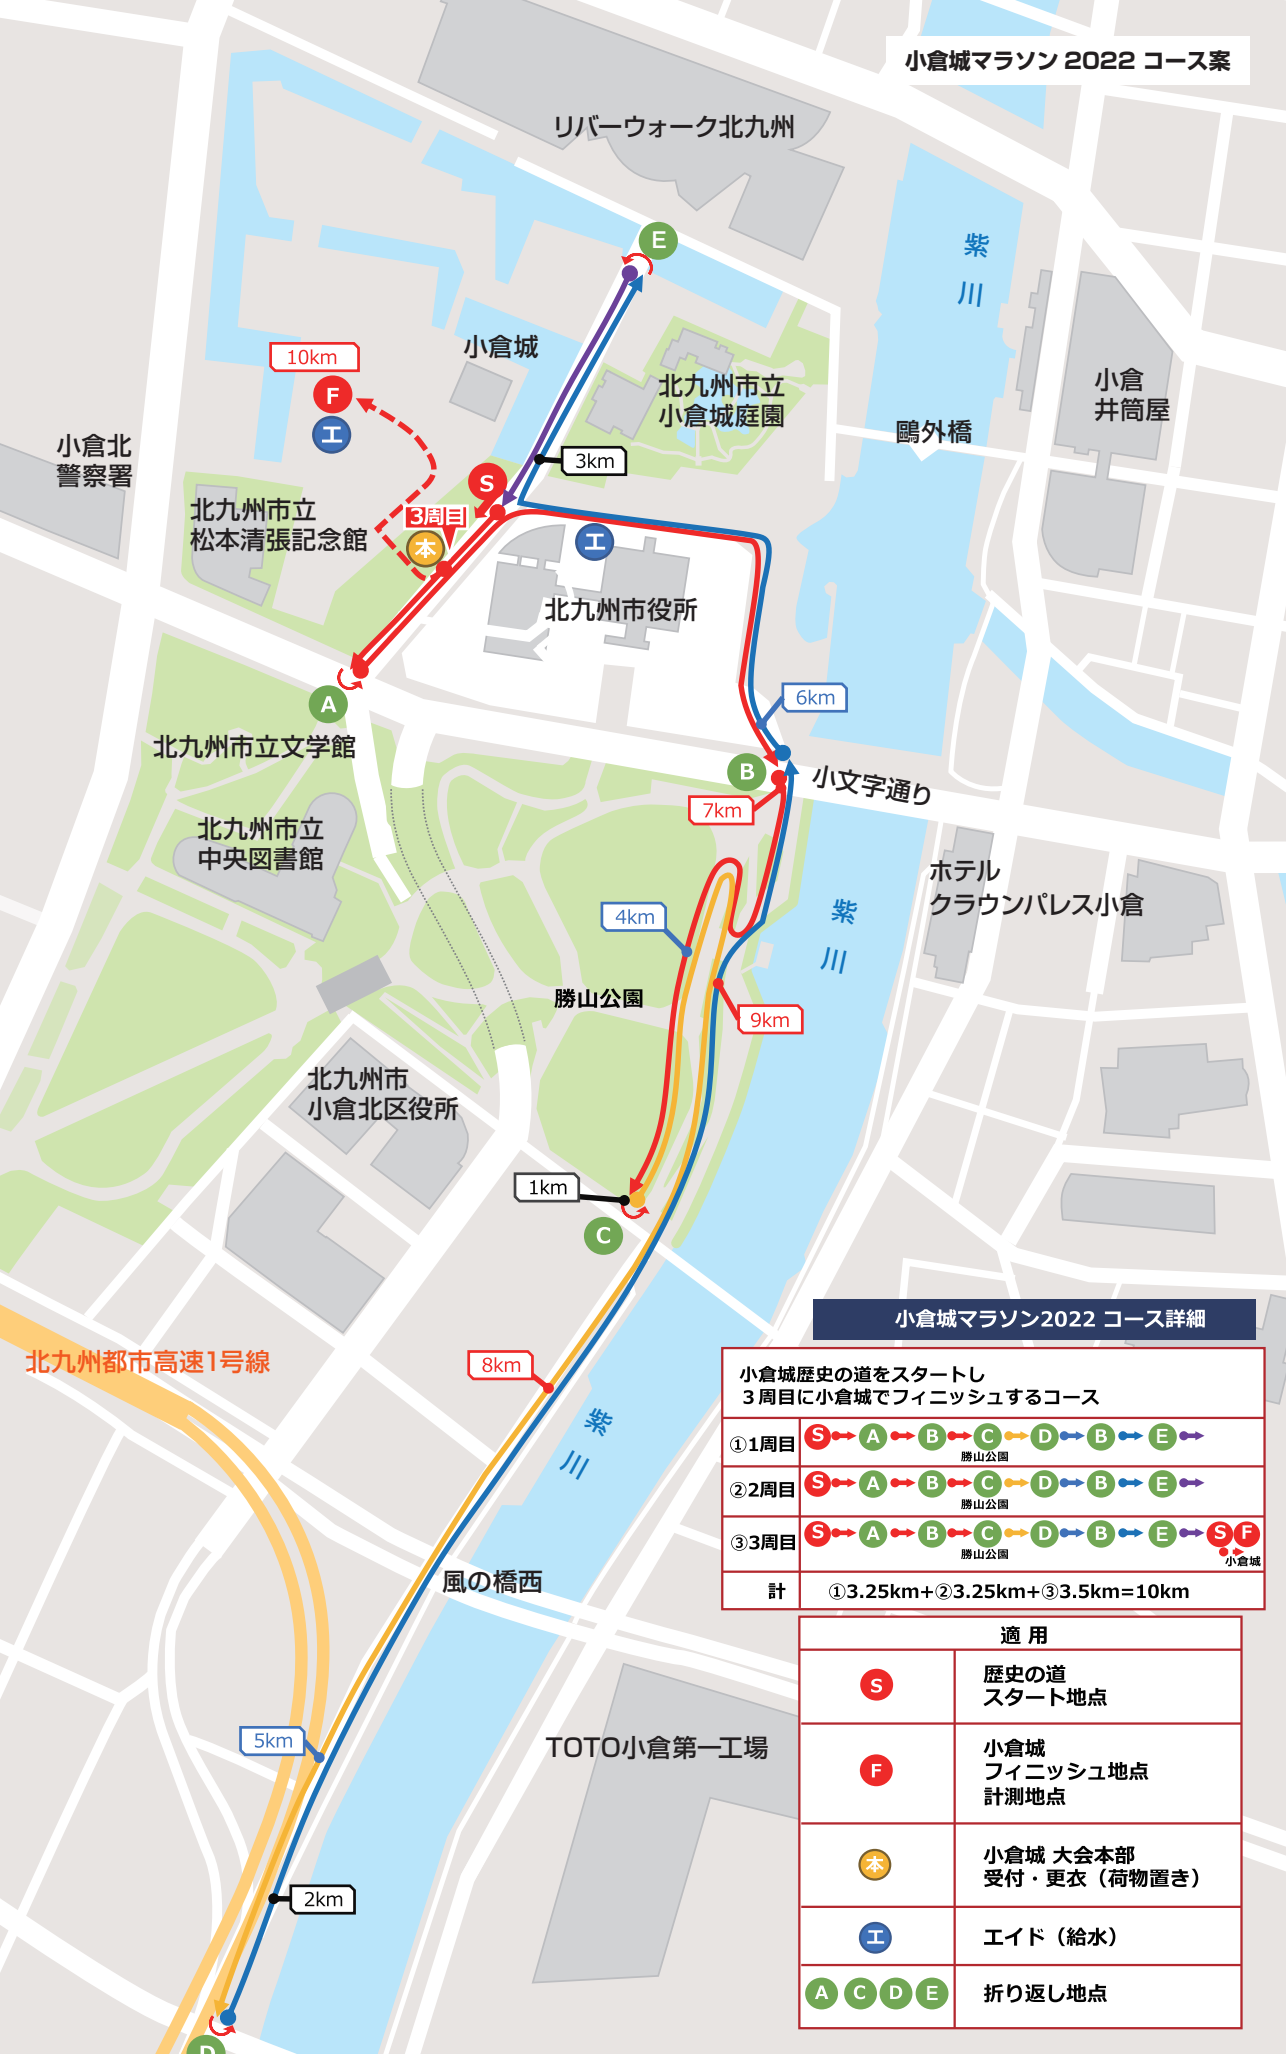 小倉城マラソン 2022 コース案
リバーウォーク北九州
E
紫
川
小倉城
10km
F
エ
北九州市立
小倉城庭園
小倉
井筒屋
鷗外橋
小倉北
警察署
3km
S
北九州市立
松本清張記念館
3周目
本
エ
北九州市役所
A
6km
北九州市立文学館
B
小文字通り
7km
北九州市立
中央図書館
ホテル
クラウンパレス小倉
4km
紫
川
勝山公園
9km
北九州市
小倉北区役所
1km
C
北九州都市高速1号線
8km
紫
川
風の橋西
5km
TOTO小倉第一工場
2km
D
小倉城マラソン2022 コース詳細
小倉城歴史の道をスタートし
3周目に小倉城でフィニッシュするコース
①1周目 S A B C D B E
勝山公園
②2周目 S A B C D B E
勝山公園
③3周目 S A B C D B E S F
勝山公園 小倉城
計 ①3.25km+②3.25km+③3.5km=10km
適 用
S 歴史の道
スタート地点
F 小倉城
フィニッシュ地点
計測地点
本 小倉城 大会本部
受付・更衣（荷物置き）
エ エイド（給水）
A C D E 折り返し地点